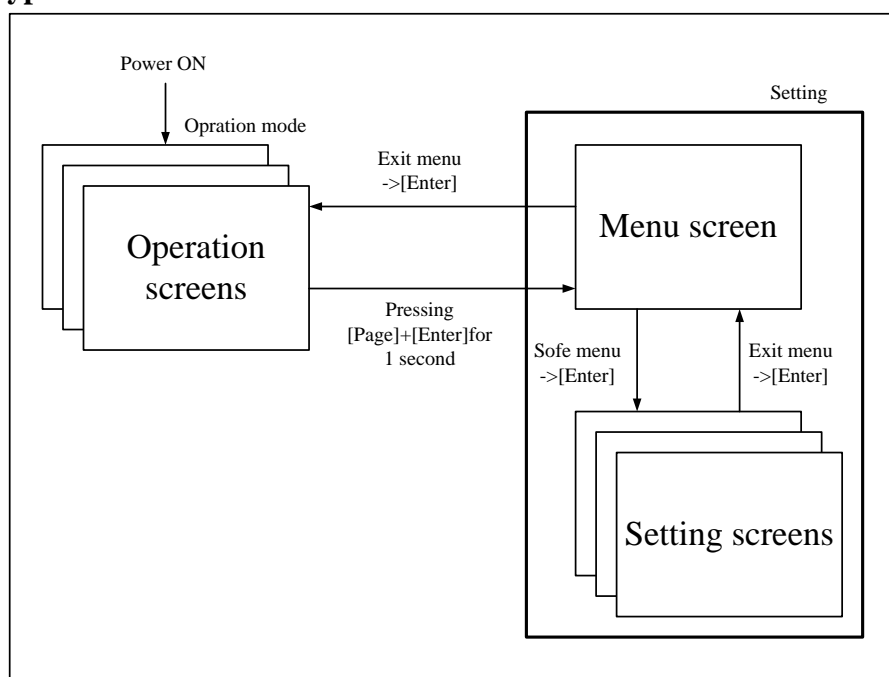 Power ON
Setting
Opration mode
Exit menu
->[Enter]
Menu screen
Operation
screens
Pressing
[Page]+[Enter]for
1 second
Sofe menu
->[Enter]
Exit menu
->[Enter]
Setting screens